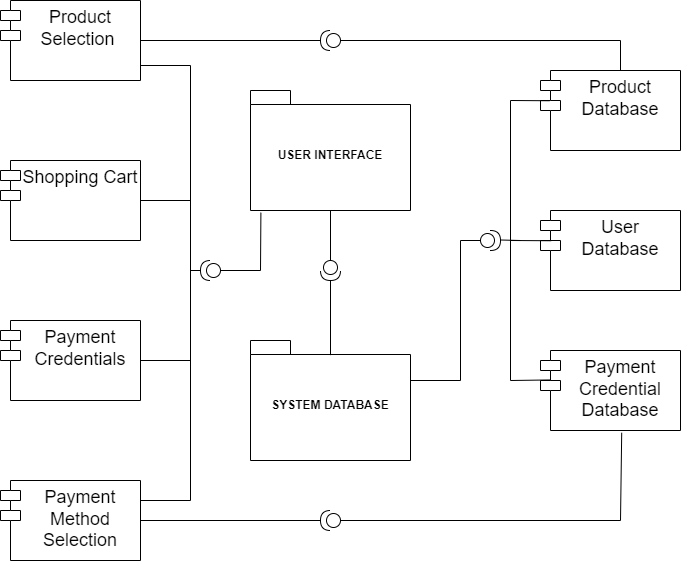 Product
Selection
Shopping Cart
Payment
Credentials
Payment
Method
Selection
USER INTERFACE
SYSTEM DATABASE
Product
Database
User
Database
Payment
Credential
Database